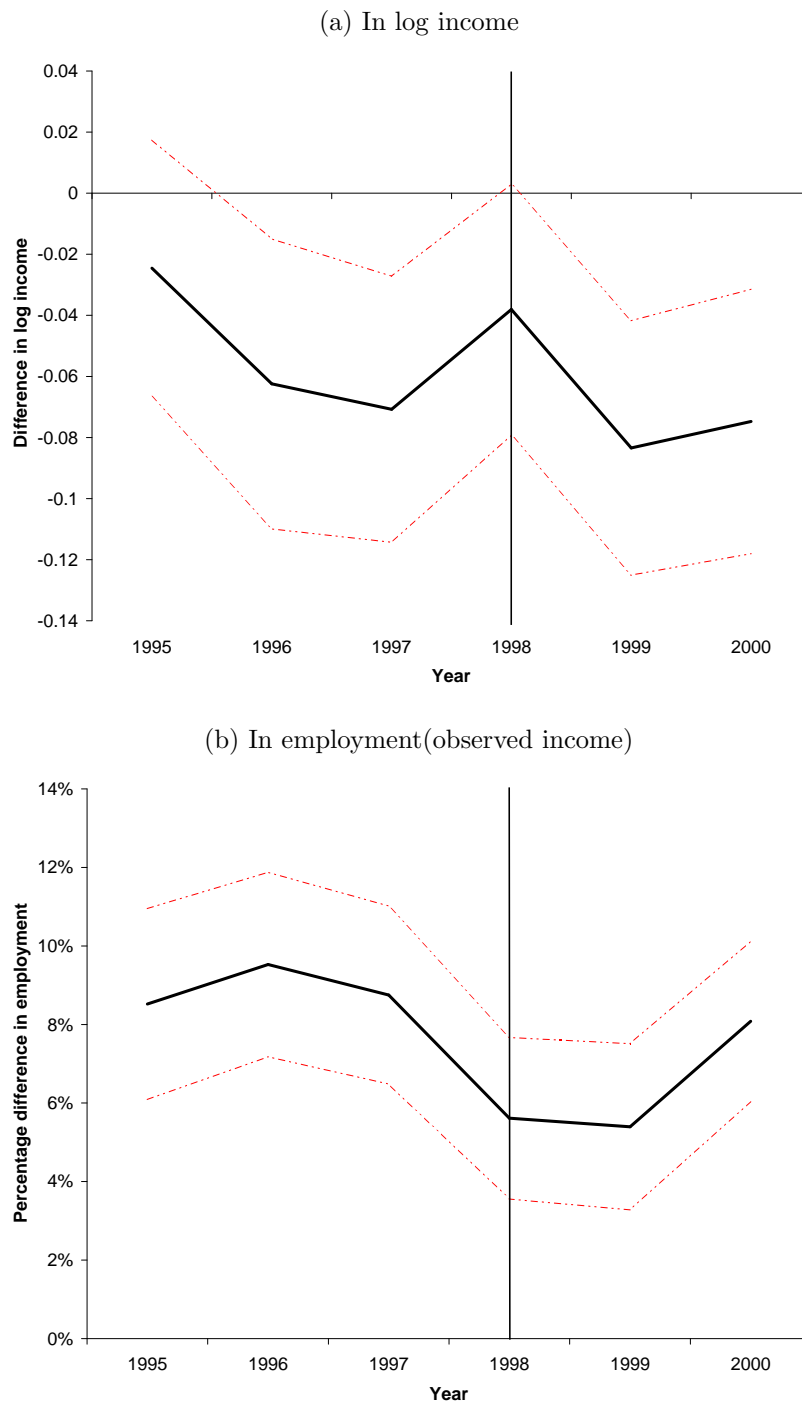 (a) In log income
0.04
0.02
0
-0.02
-0.04
-0.06
-0.08
-0.1
-0.12
-0.14
Difference in log income
1995 1996 1997 1998 1999 2000
Year
(b) In employment(observed income)
14%
12%
10%
8%
6%
4%
2%
0%
Percentage difference in employment
1995 1996 1997 1998 1999 2000
Year